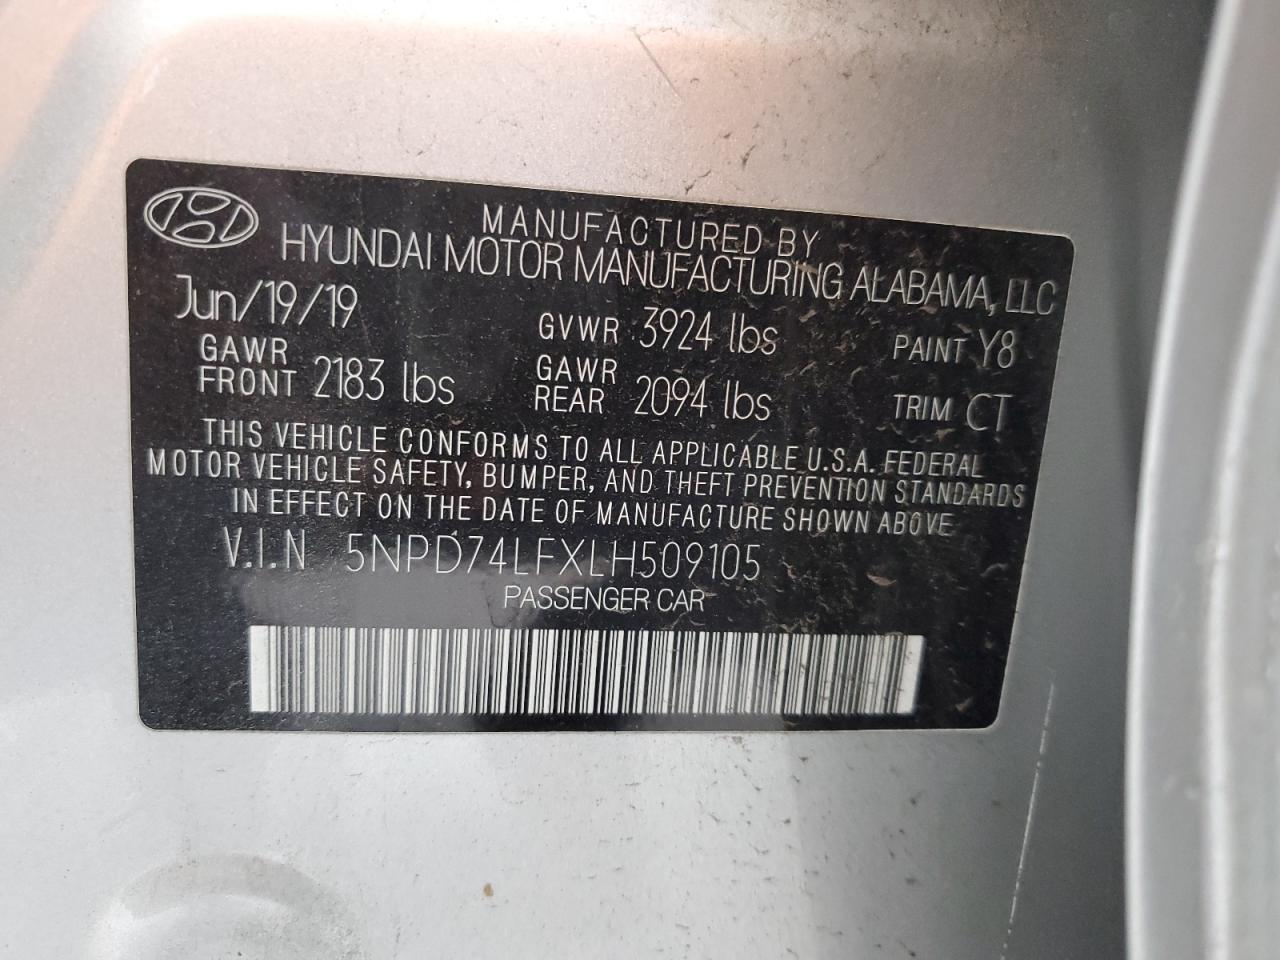 MANUFACTURED BY
HYUNDAI MOTOR MANUFACTURING ALABAMA, LLC
Jun/19/19 GVWR 3924 lbs PAINT Y8
GAWR FRONT 2183 lbs GAWR REAR 2094 lbs TRIM CT
THIS VEHICLE CONFORMS TO ALL APPLICABLE U.S.A. FEDERAL
MOTOR VEHICLE SAFETY, BUMPER, AND THEFT PREVENTION STANDARDS
IN EFFECT ON THE DATE OF MANUFACTURE SHOWN ABOVE
V.I.N 5NPD74LFXLH509105
PASSENGER CAR